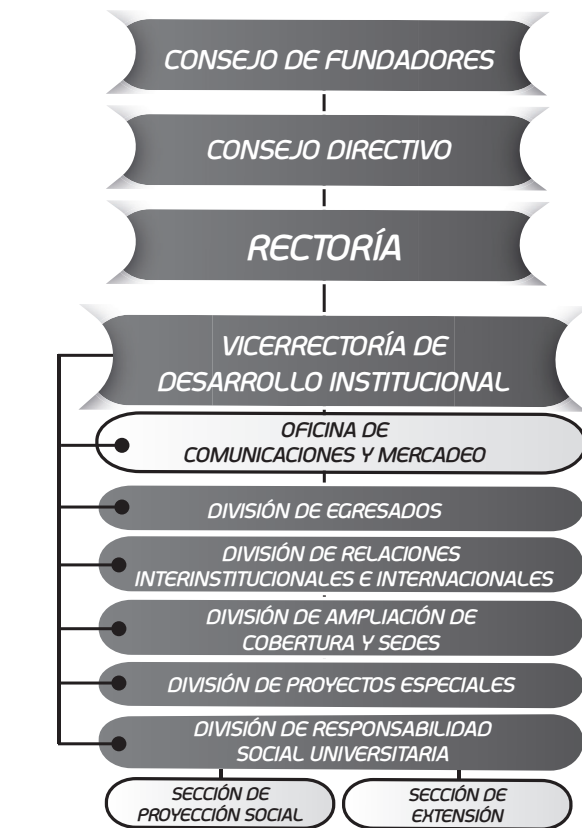 CONSEJO DE FUNDADORES
CONSEJO DIRECTIVO
RECTORÍA
VICERRECTORÍA DE
DESARROLLO INSTITUCIONAL
OFICINA DE
COMUNICACIONES Y MERCADEO
DIVISIÓN DE EGRESADOS
DIVISIÓN DE RELACIONES
INTERINSTITUCIONALES E INTERNACIONALES
DIVISIÓN DE AMPLIACIÓN DE
COBERTURA Y SEDES
DIVISIÓN DE PROYECTOS ESPECIALES
DIVISIÓN DE RESPONSABILIDAD
SOCIAL UNIVERSITARIA
SECCIÓN DE
PROYECCIÓN SOCIAL
SECCIÓN DE
EXTENSIÓN